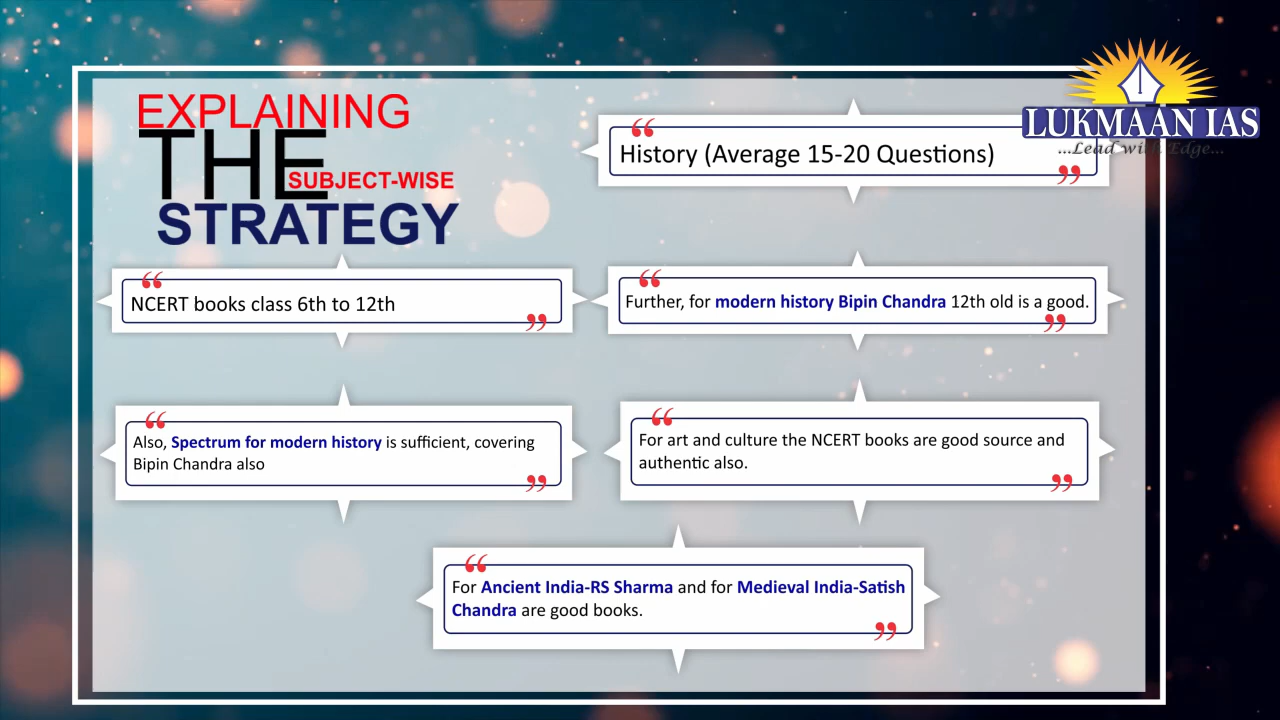 EXPLAINING
THE
SUBJECT-WISE
STRATEGY
LUKMAAN IAS
...Lead with Edge...
“
History (Average 15-20 Questions)
”
“
NCERT books class 6th to 12th
”
“
Further, for modern history Bipin Chandra 12th old is a good.
”
“
Also, Spectrum for modern history is sufficient, covering
Bipin Chandra also
”
“
For art and culture the NCERT books are good source and
authentic also.
”
“
For Ancient India-RS Sharma and for Medieval India-Satish
Chandra are good books.
”